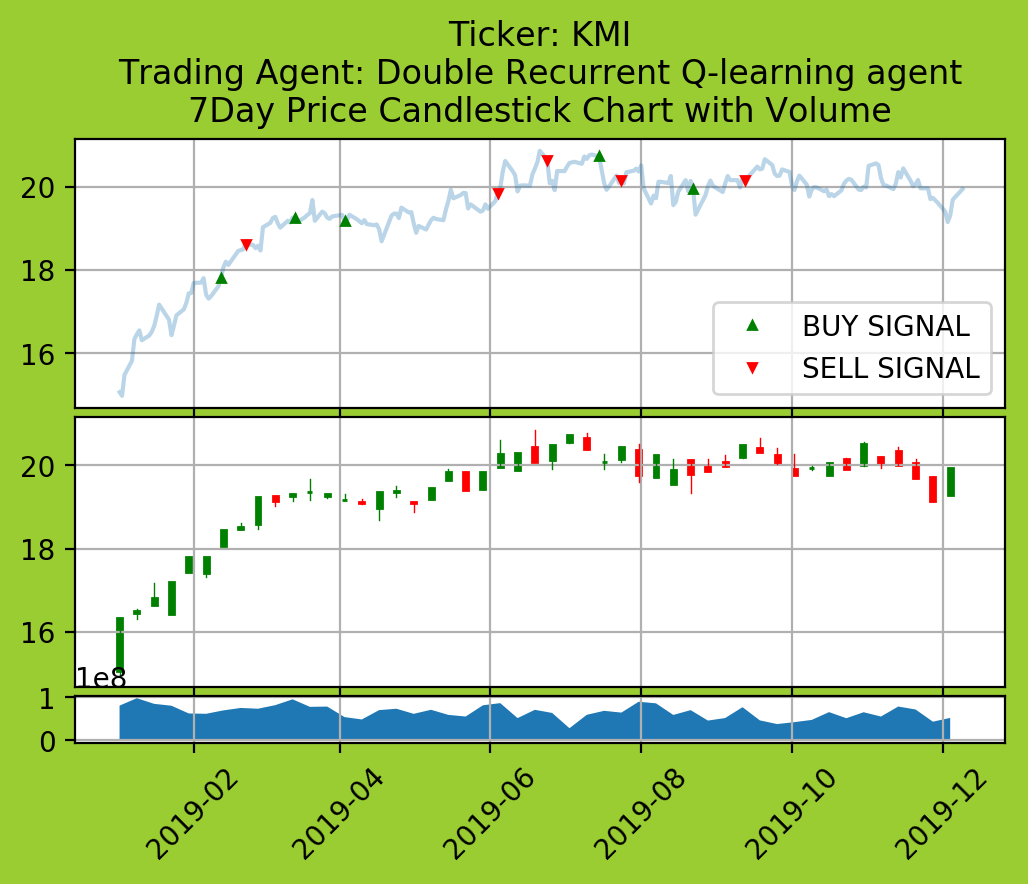 Ticker: KMI
Trading Agent: Double Recurrent Q-learning agent
7Day Price Candlestick Chart with Volume
20
18
16
BUY SIGNAL
SELL SIGNAL
20
18
16
1e8
1
0
2019-02
2019-04
2019-06
2019-08
2019-10
2019-12